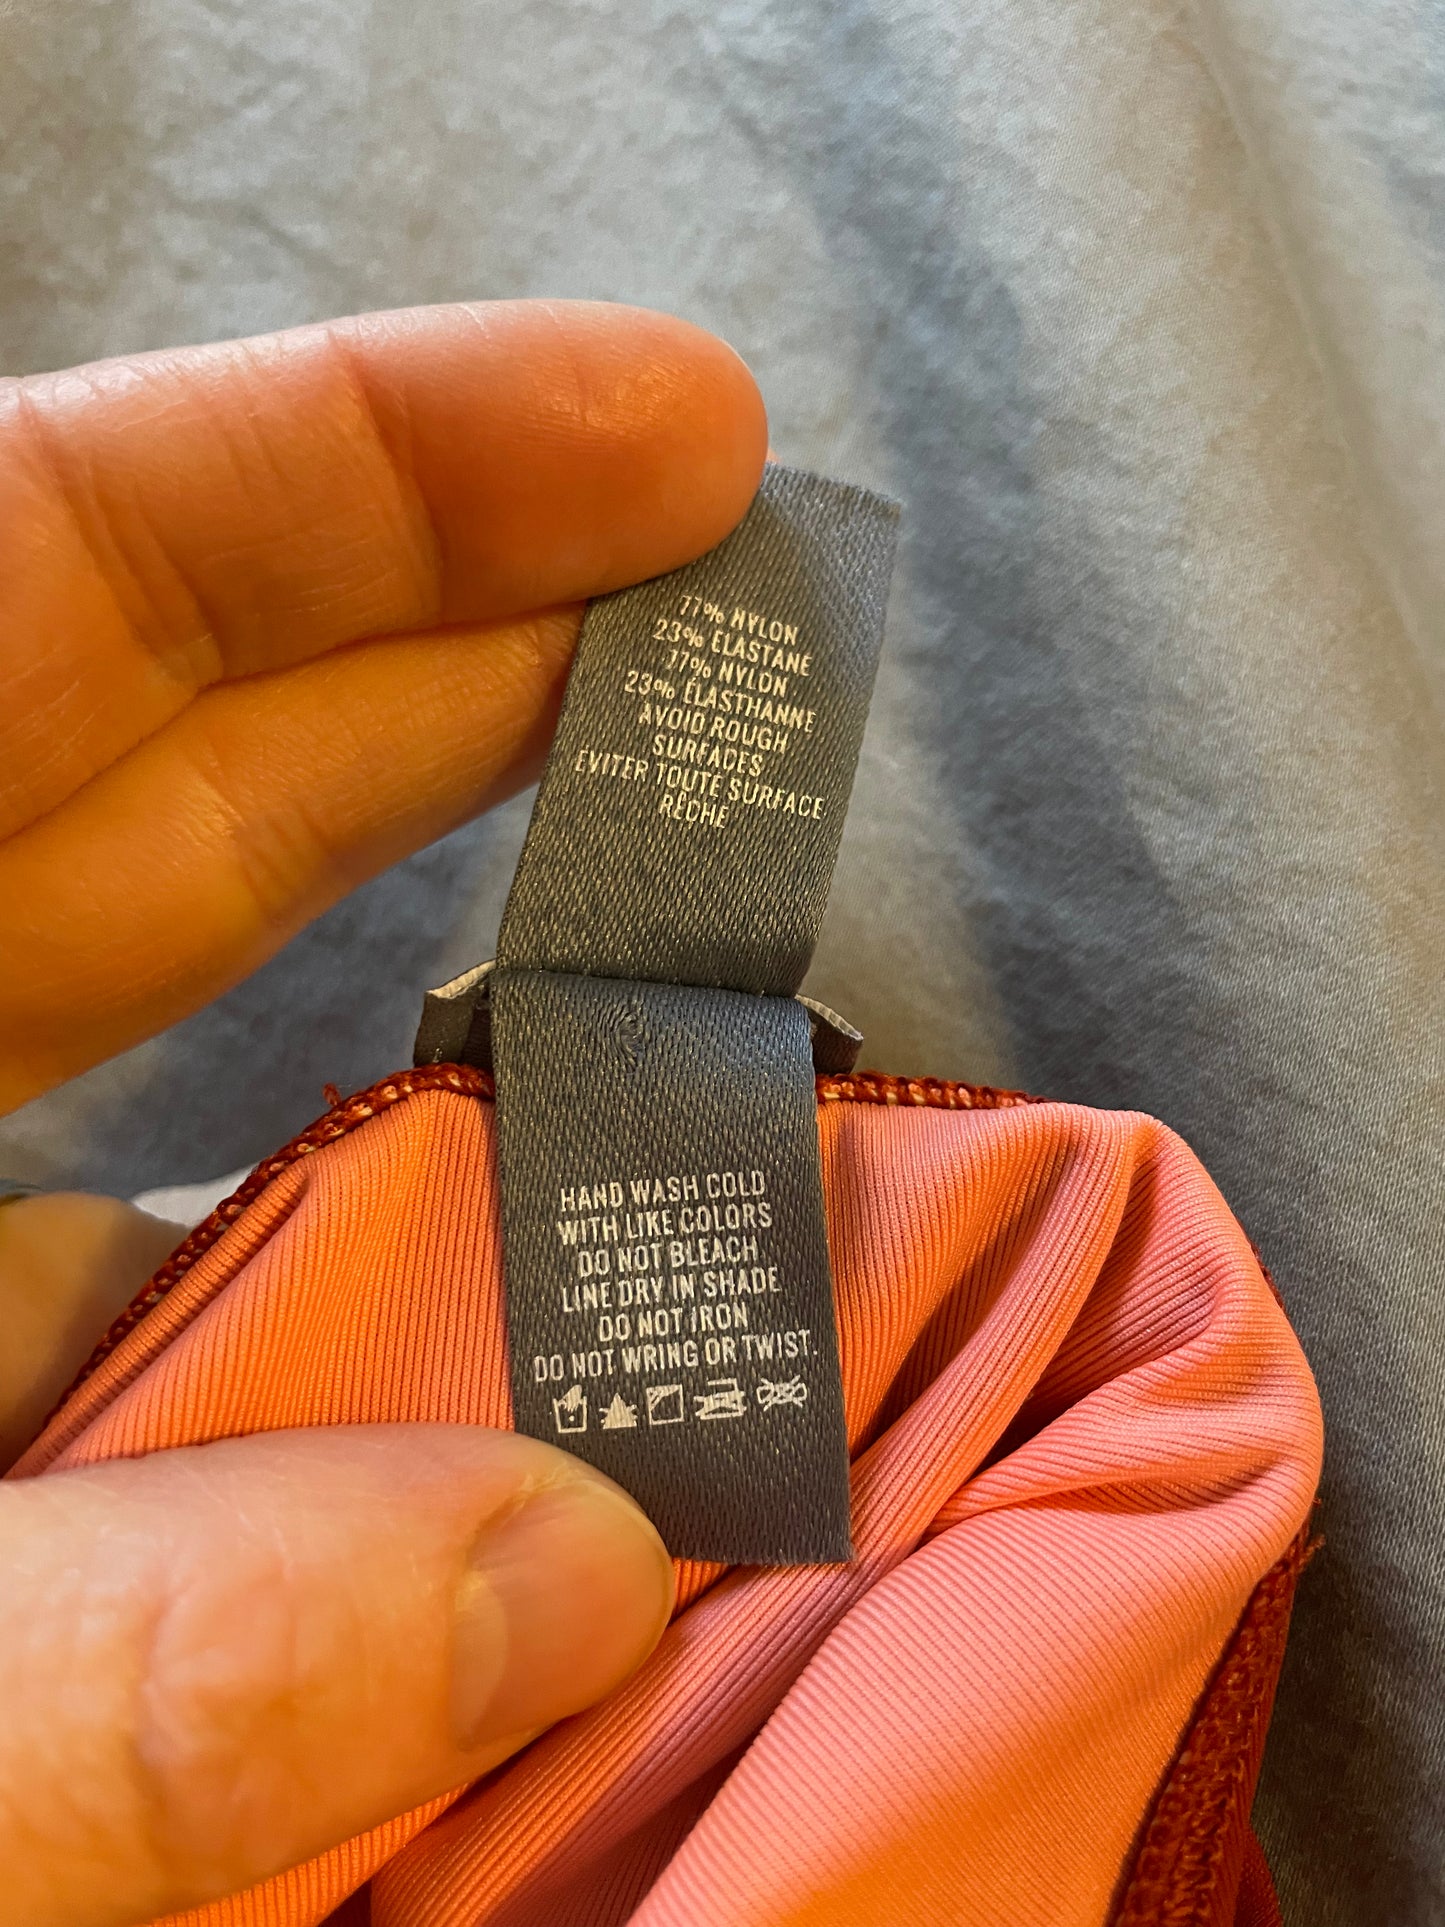 77% NYLON
23% ELASTANE
77% NYLON
23% ÉLASTHANNE
AVOID ROUGH
SURFACES
ÉVITER TOUTE SURFACE
RÊCHE
HAND WASH COLD
WITH LIKE COLORS
DO NOT BLEACH
LINE DRY IN SHADE
DO NOT IRON
DO NOT WRING OR TWIST.